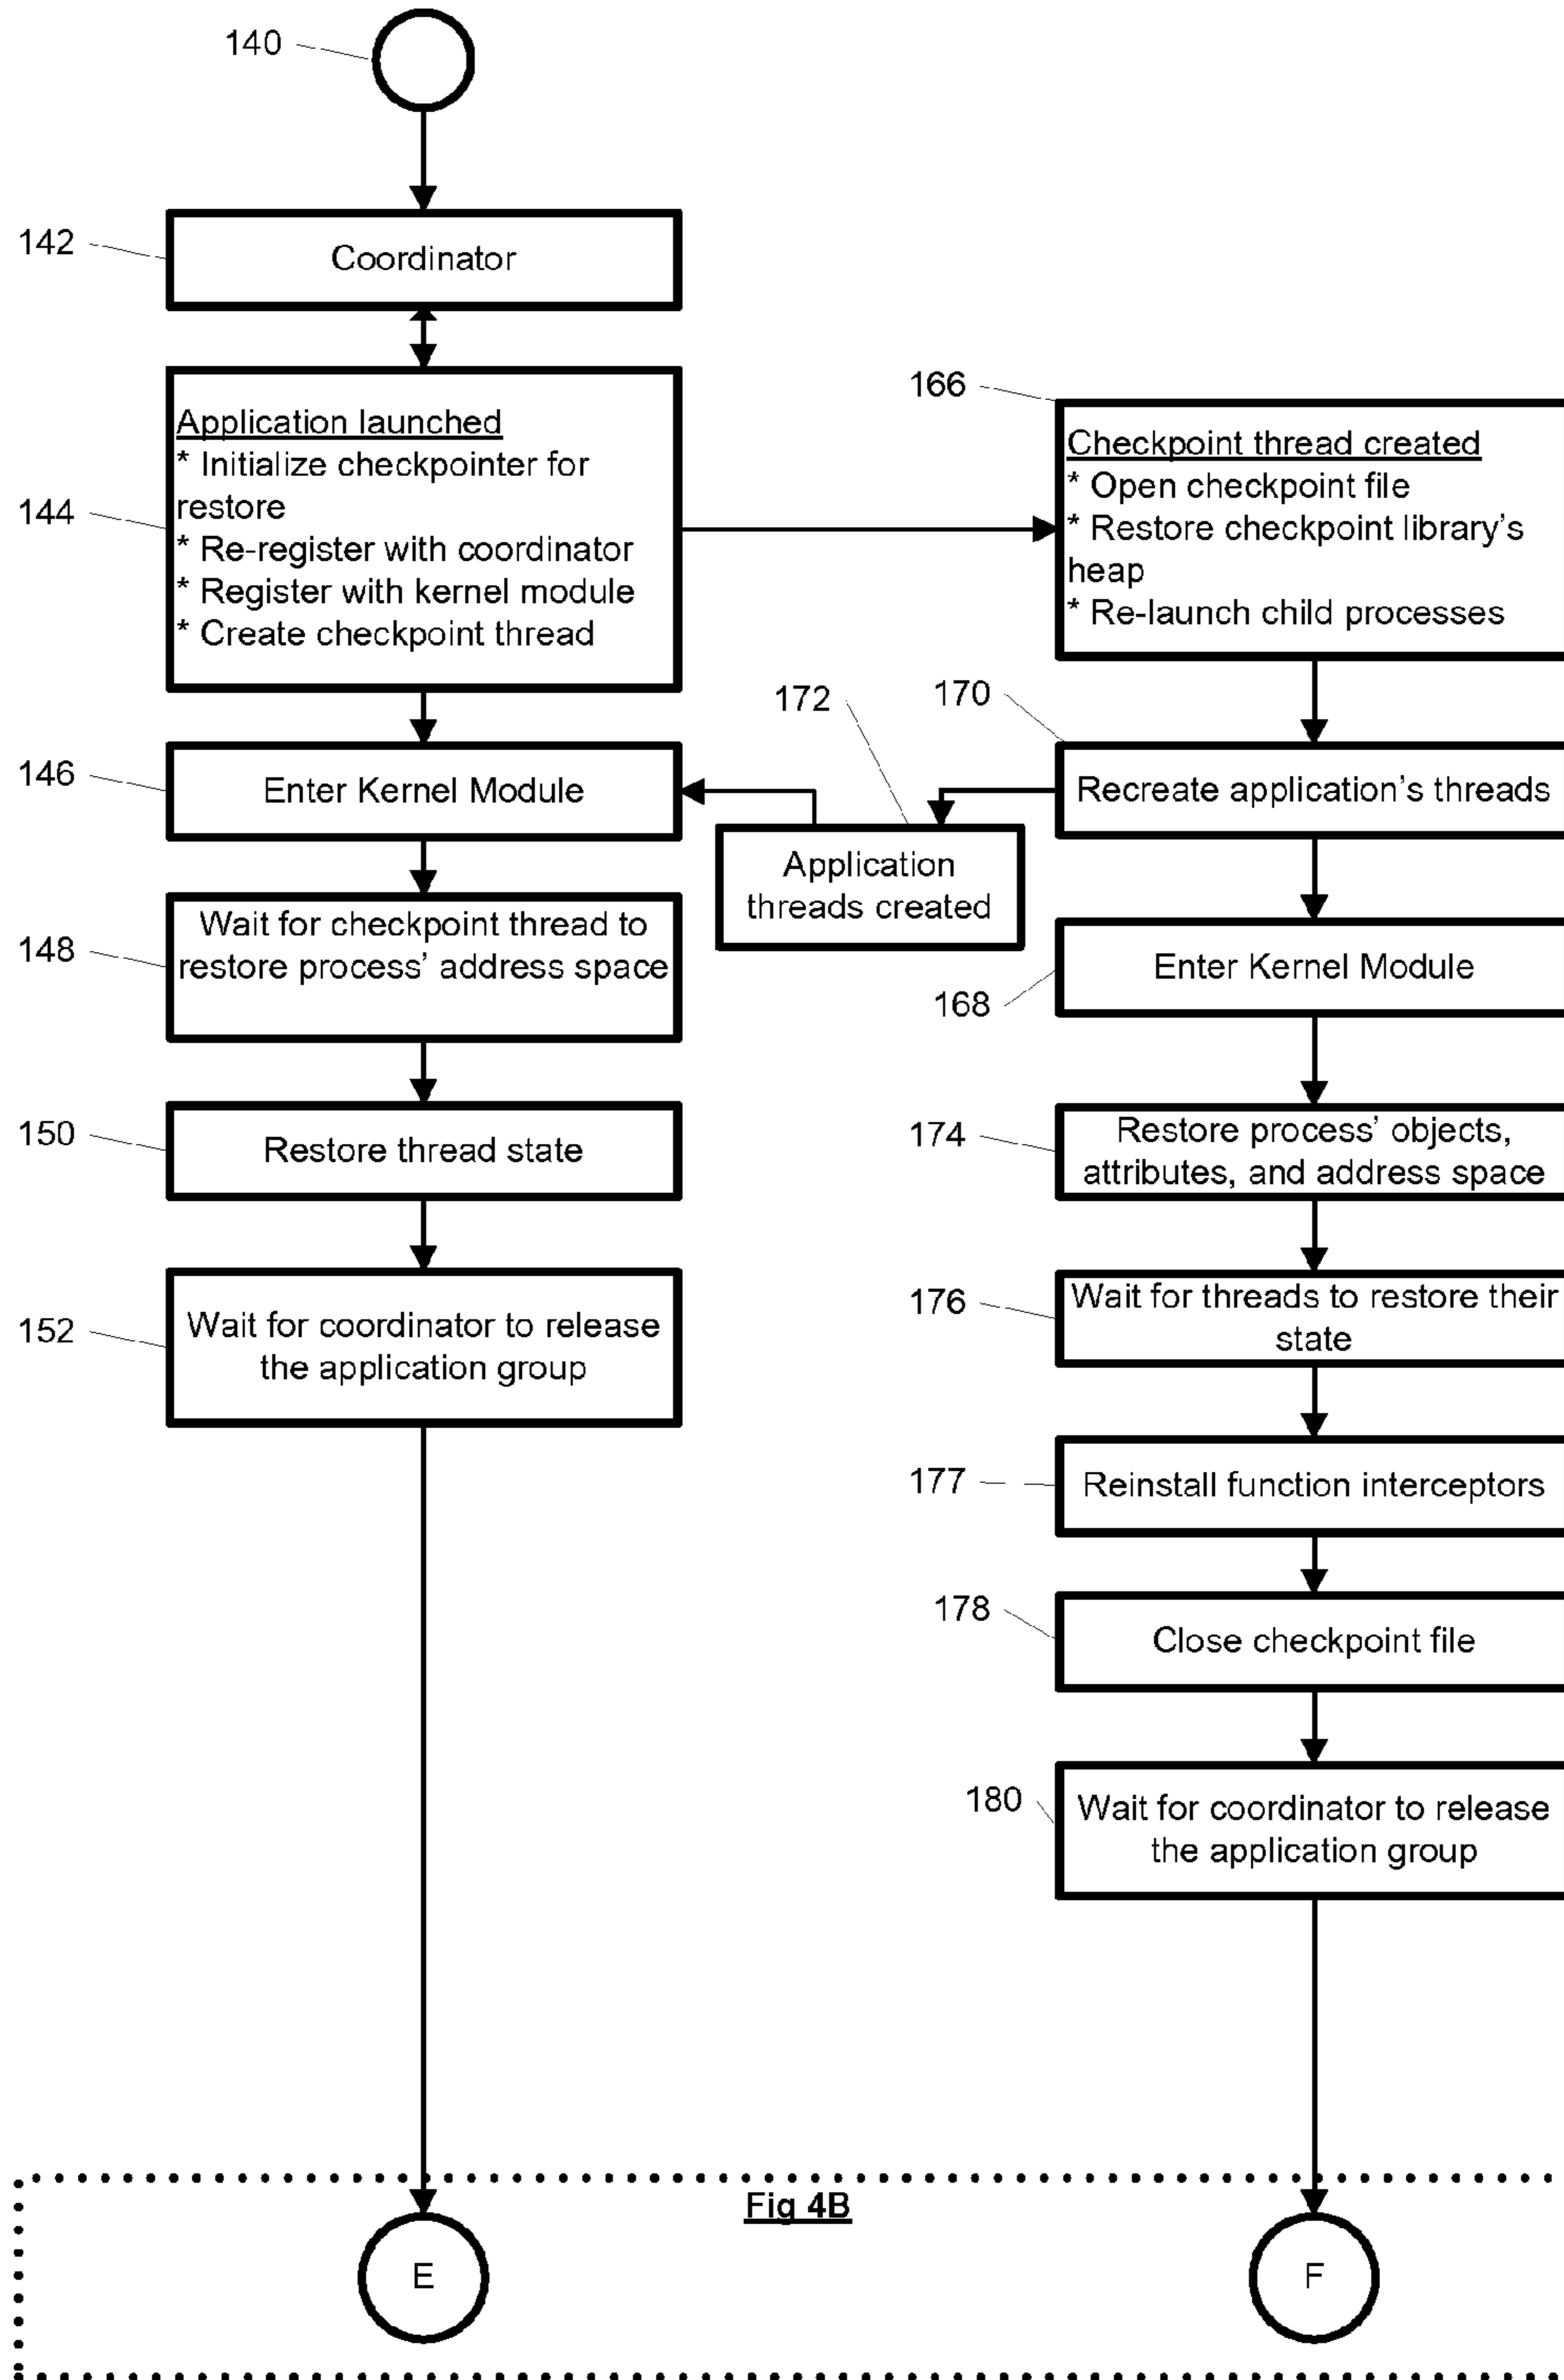 140
142
Coordinator
144
Application launched
* Initialize checkpointer for
restore
* Re-register with coordinator
* Register with kernel module
* Create checkpoint thread
166
Checkpoint thread created
* Open checkpoint file
* Restore checkpoint library's
heap
* Re-launch child processes
146
Enter Kernel Module
172
Application
threads created
170
Recreate application's threads
148
Wait for checkpoint thread to
restore process' address space
168
Enter Kernel Module
150
Restore thread state
174
Restore process' objects,
attributes, and address space
152
Wait for coordinator to release
the application group
176
Wait for threads to restore their
state
177
Reinstall function interceptors
178
Close checkpoint file
180
Wait for coordinator to release
the application group
Fig 4B
E
F